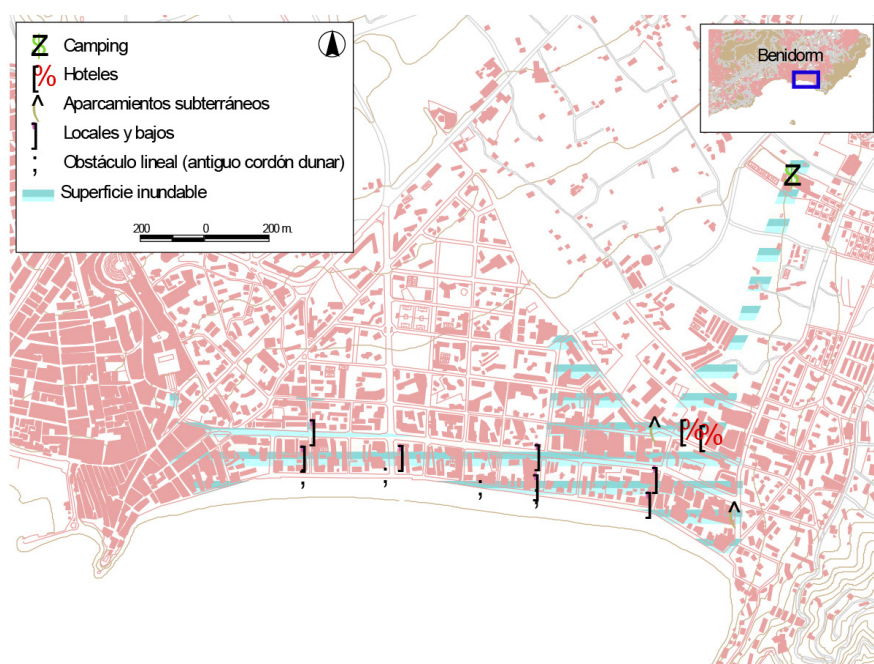 Z Camping
[% Hoteles
^ Aparcamientos subterráneos
] Locales y bajos
; Obstáculo lineal (antiguo cordón dunar)
Superficie inundable
200 0 200 m.
Benidorm
Z
^
[% [%
]
] ] ]
; ; ; ] ;
]
]
^